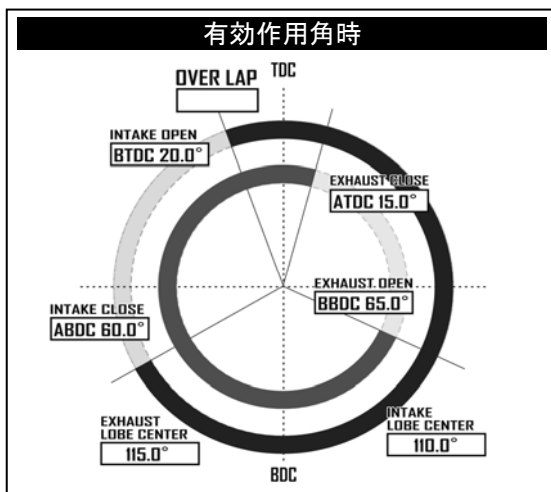 有効作用角時
TDC
OVER LAP
INTAKE OPEN
BTDC 20.0°
EXHAUST CLOSE
ATDC 15.0°
EXHAUST OPEN
BBDC 65.0°
INTAKE CLOSE
ABDC 60.0°
EXHAUST
LOBE CENTER
115.0°
INTAKE
LOBE CENTER
110.0°
BDC